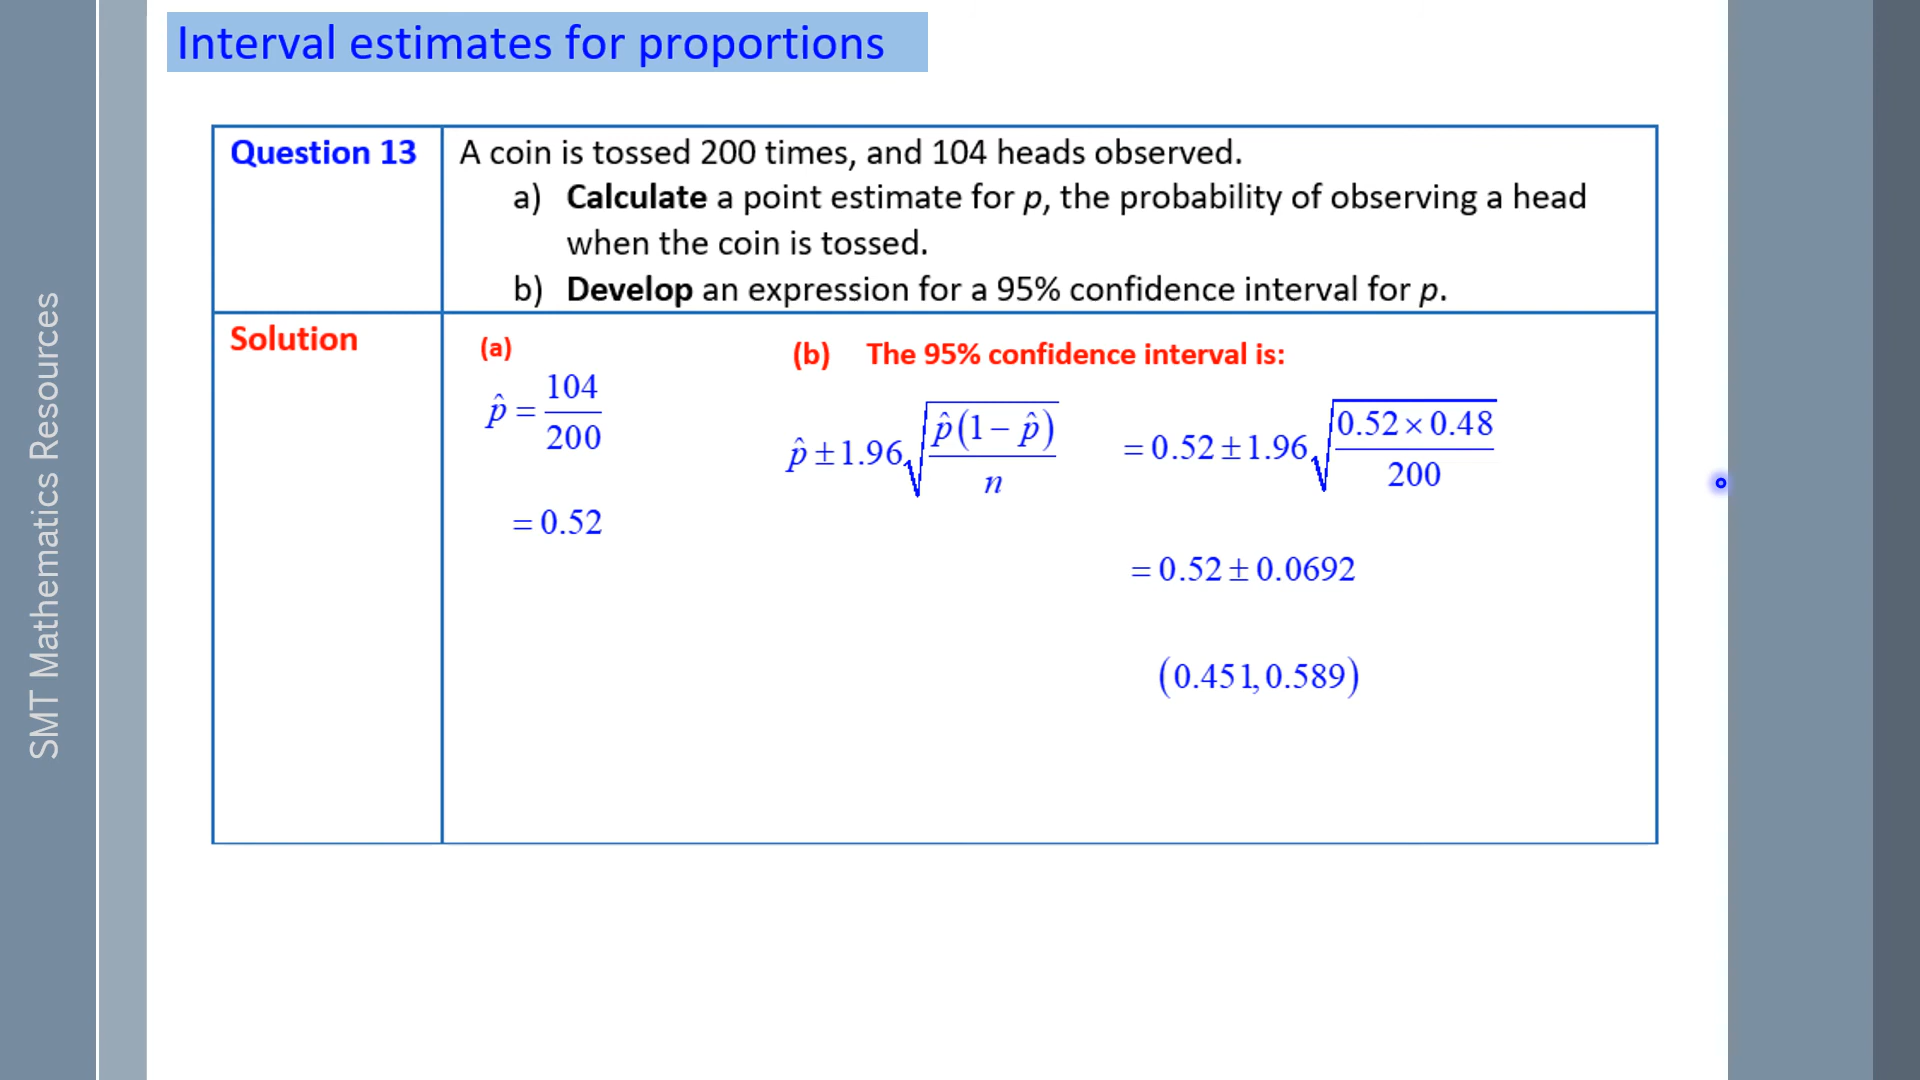 Interval estimates for proportions
Question 13
A coin is tossed 200 times, and 104 heads observed.
a) Calculate a point estimate for p, the probability of observing a head
when the coin is tossed.
b) Develop an expression for a 95% confidence interval for p.
Solution
(a)
p̂ = 104/200
= 0.52
(b) The 95% confidence interval is:
p̂ ± 1.96√(p̂(1 − p̂)/n) = 0.52 ± 1.96√(0.52 × 0.48/200)
= 0.52 ± 0.0692
(0.451, 0.589)
SMT Mathematics Resources